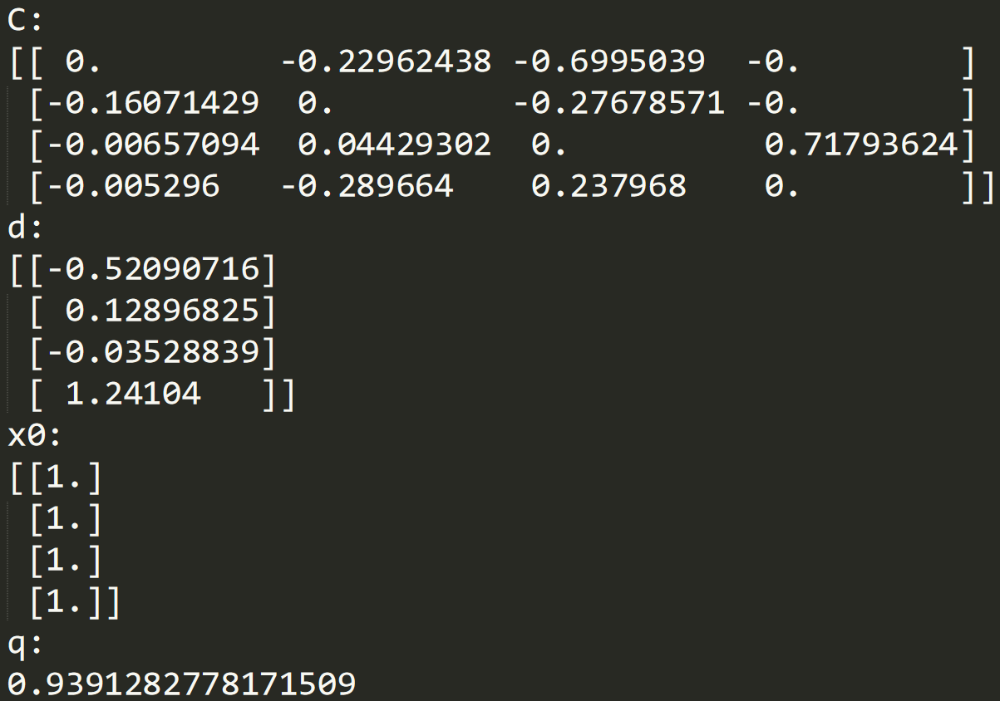 C:
[[ 0.         -0.22962438 -0.6995039  -0.        ]
 [-0.16071429  0.         -0.27678571 -0.        ]
 [-0.00657094  0.04429302  0.          0.71793624]
 [-0.005296   -0.289664    0.237968    0.        ]]
d:
[[-0.52090716]
 [ 0.12896825]
 [-0.03528839]
 [ 1.24104   ]]
x0:
[[1.]
 [1.]
 [1.]
 [1.]]
q:
0.9391282778171509